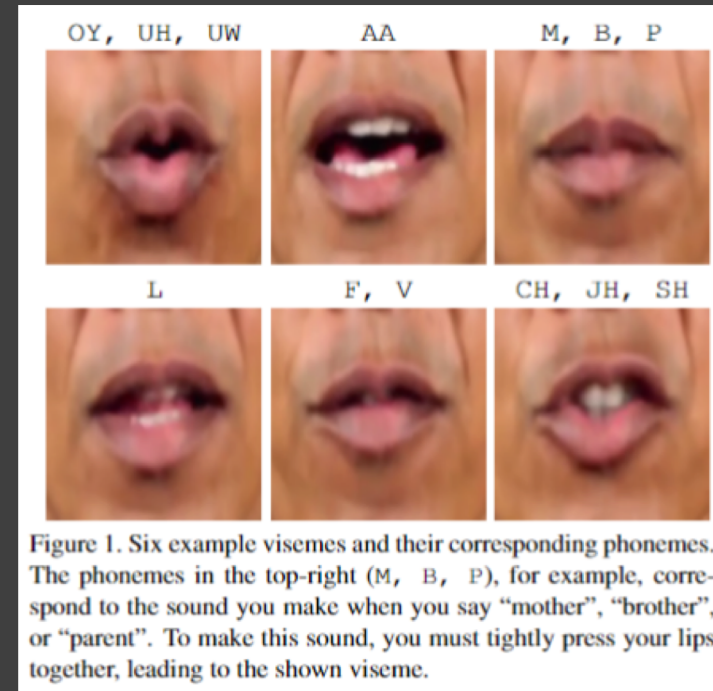 OY, UH, UW
AA
M, B, P
L
F, V
CH, JH, SH
Figure 1. Six example visemes and their corresponding phonemes.
The phonemes in the top-right (M, B, P), for example, corre-
spond to the sound you make when you say “mother”, “brother”,
or “parent”. To make this sound, you must tightly press your lips
together, leading to the shown viseme.